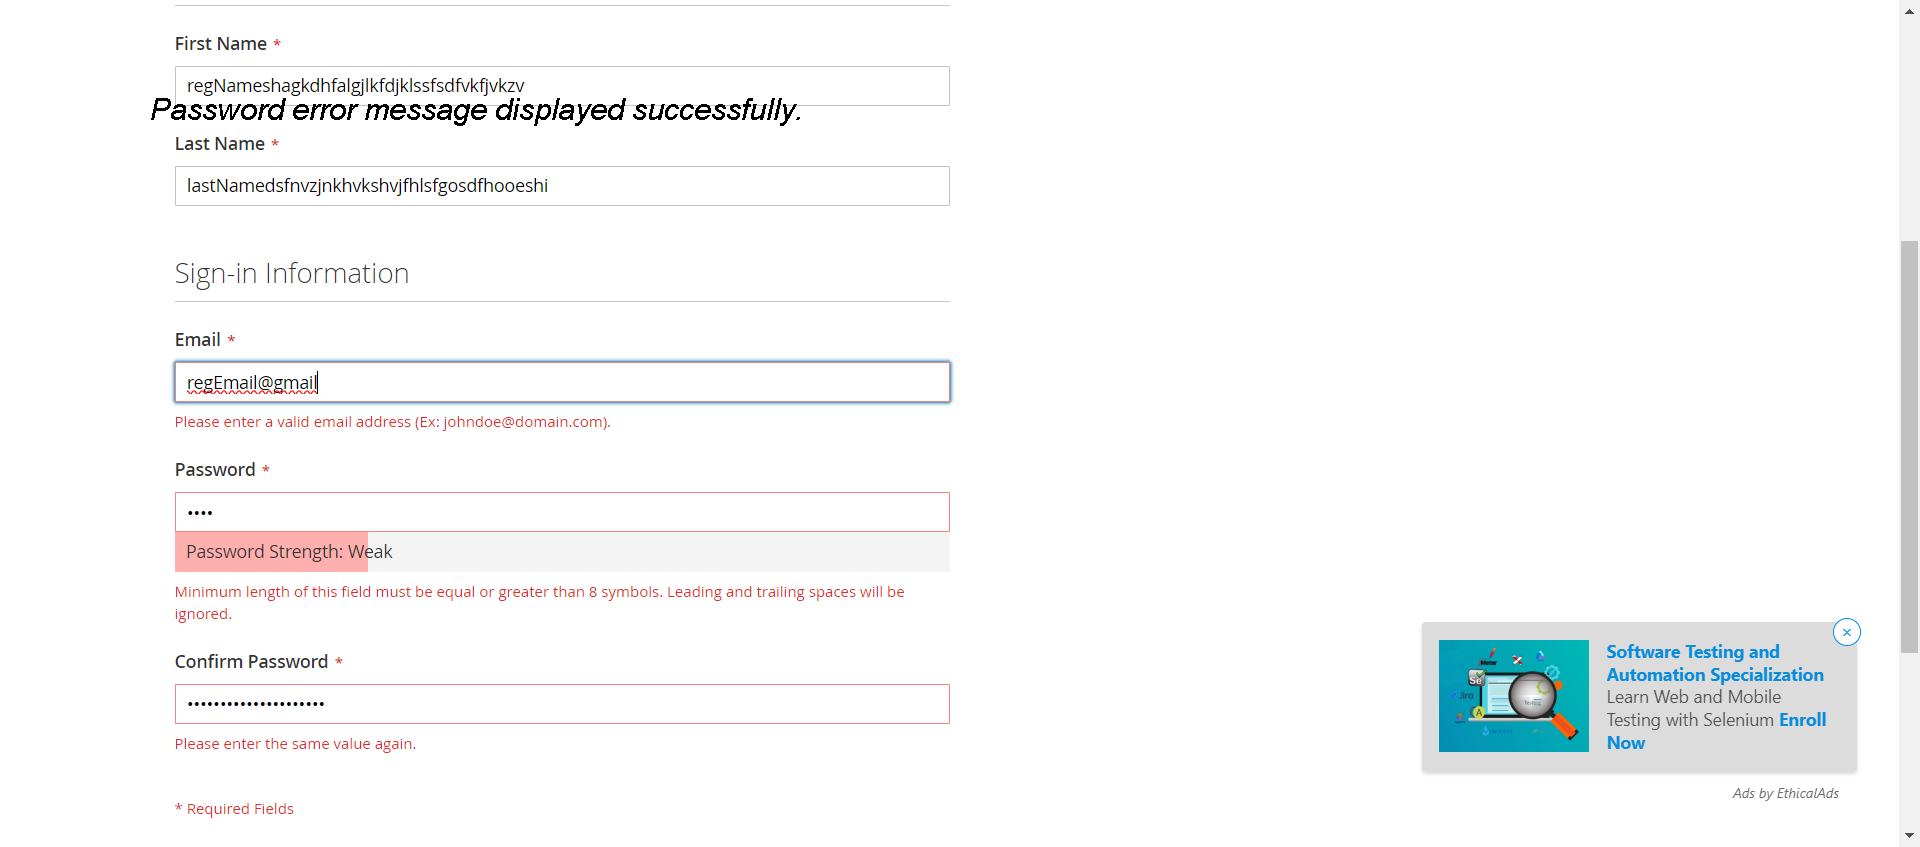 First Name *
regNameshagkdhfalgjlkfdjklssfsdfvkfjvkzv
Password error message displayed successfully.
Last Name *
lastNamedsfnvzjnkhvkshvjfhlsfgosdfhooeshi
Sign-in Information
Email *
regEmail@gmail
Please enter a valid email address (Ex: johndoe@domain.com).
Password *
••••
Password Strength: Weak
Minimum length of this field must be equal or greater than 8 symbols. Leading and trailing spaces will be
ignored.
Confirm Password *
•••••••••••••••••••••
Please enter the same value again.
* Required Fields
Meter
Se
Jira
A
Software Testing and
Automation Specialization
Learn Web and Mobile
Testing with Selenium Enroll
Now
Ads by EthicalAds